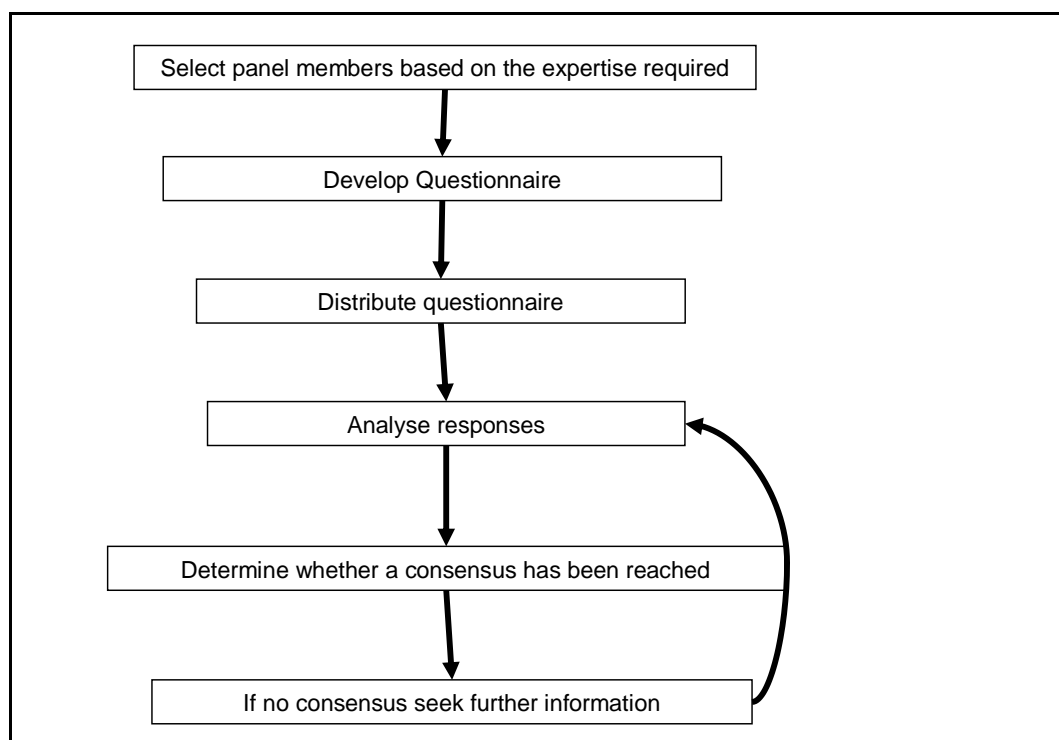 Select panel members based on the expertise required
Develop Questionnaire
Distribute questionnaire
Analyse responses
Determine whether a consensus has been reached
If no consensus seek further information